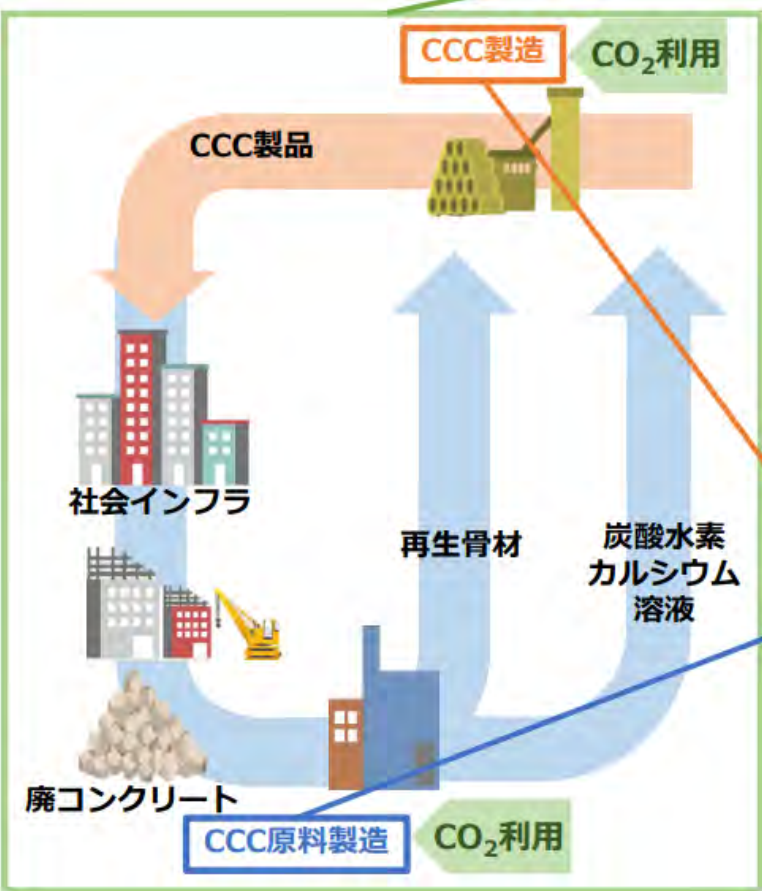 CCC製造
CO₂利用
CCC製品
社会インフラ
再生骨材
炭酸水素
カルシウム
溶液
廃コンクリート
CCC原料製造
CO₂利用